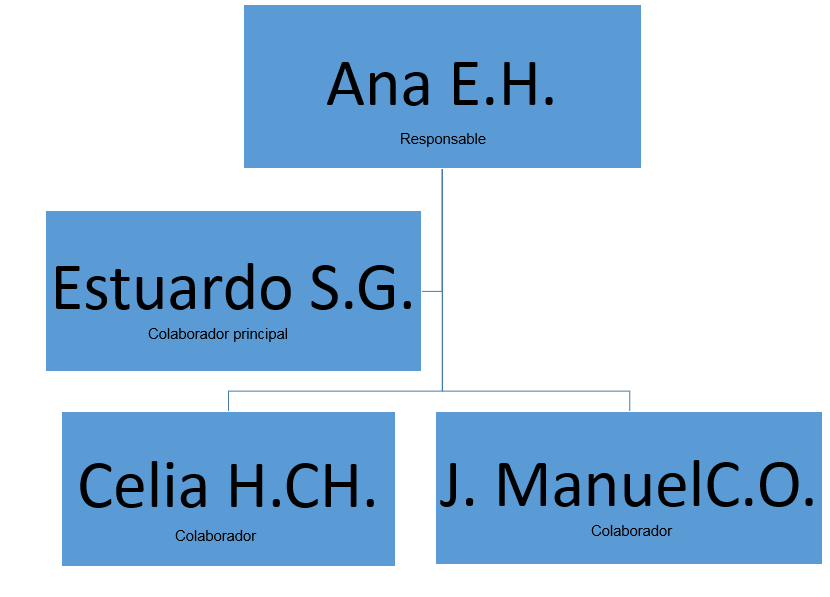 Ana E.H.
Responsable
Estuardo S.G.
Colaborador principal
Celia H.CH.
Colaborador
J. ManuelC.O.
Colaborador